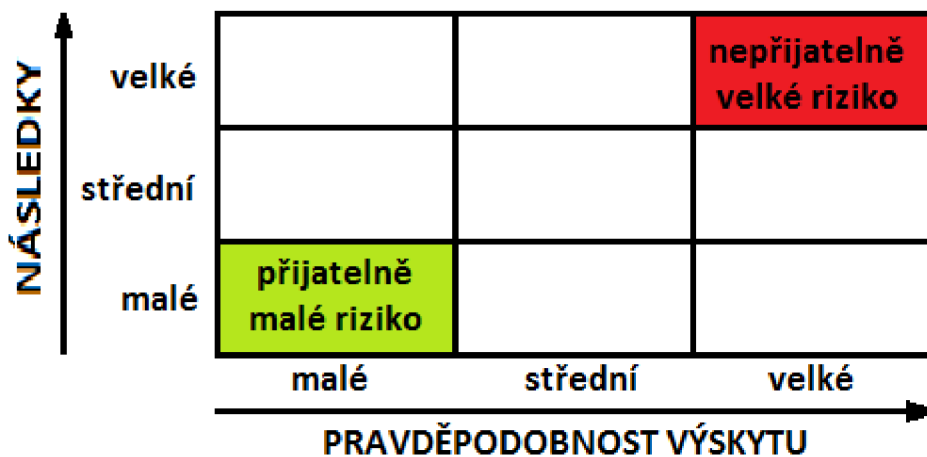 NÁSLEDKY
velké
nepřijatelně
velké riziko
střední
malé
přijatelně
malé riziko
malé
střední
velké
PRAVDĚPODOBNOST VÝSKYTU